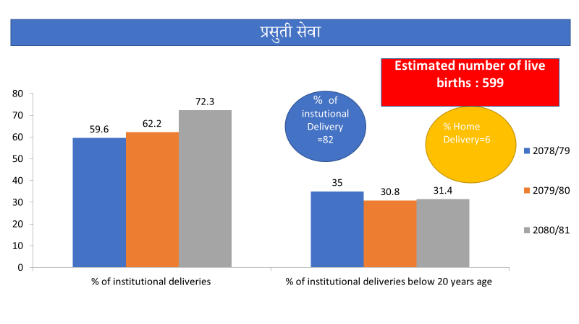 प्रसुती सेवा
Estimated number of live
births : 599
% of
instutional
Delivery
=82
% Home
Delivery=6
80
70
60
50
40
30
20
10
0
59.6
62.2
72.3
35
30.8
31.4
% of institutional deliveries
% of institutional deliveries below 20 years age
2078/79
2079/80
2080/81